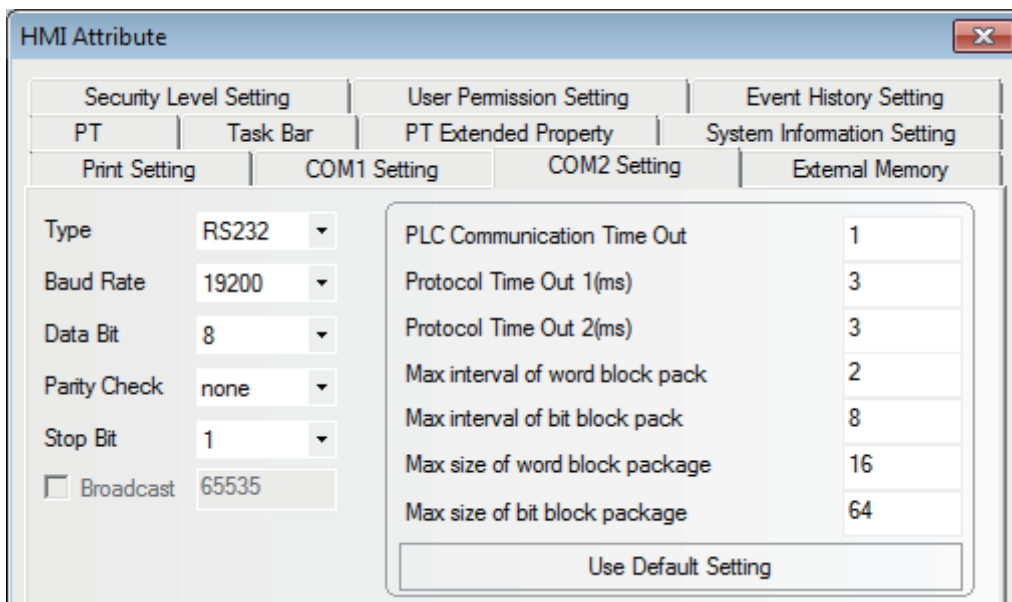 HMI Attribute
Security Level Setting User Permission Setting Event History Setting
PT Task Bar PT Extended Property System Information Setting
Print Setting COM1 Setting COM2 Setting External Memory
Type RS232
Baud Rate 19200
Data Bit 8
Parity Check none
Stop Bit 1
Broadcast 65535
PLC Communication Time Out 1
Protocol Time Out 1(ms) 3
Protocol Time Out 2(ms) 3
Max interval of word block pack 2
Max interval of bit block pack 8
Max size of word block package 16
Max size of bit block package 64
Use Default Setting